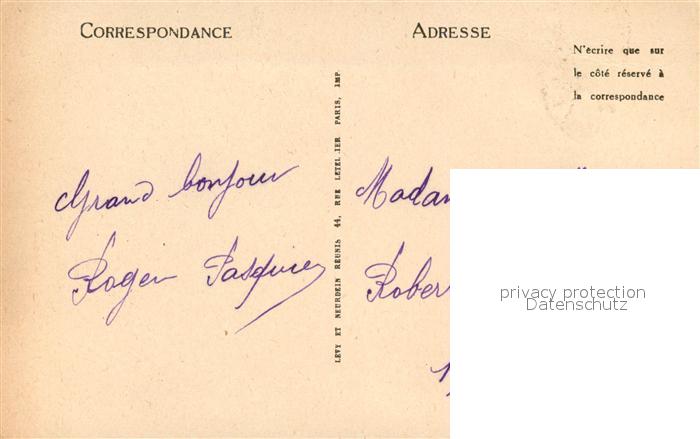 CORRESPONDANCE
ADRESSE
N'écrire que sur
le côté réservé à
la correspondance
Grand bonjour
Roger Pasquier
LEVY ET NEURDEIN RÉUNIS 44, RUE LETELLIER PARIS, IMP.
Madam
Rober
privacy protection
Datenschutz